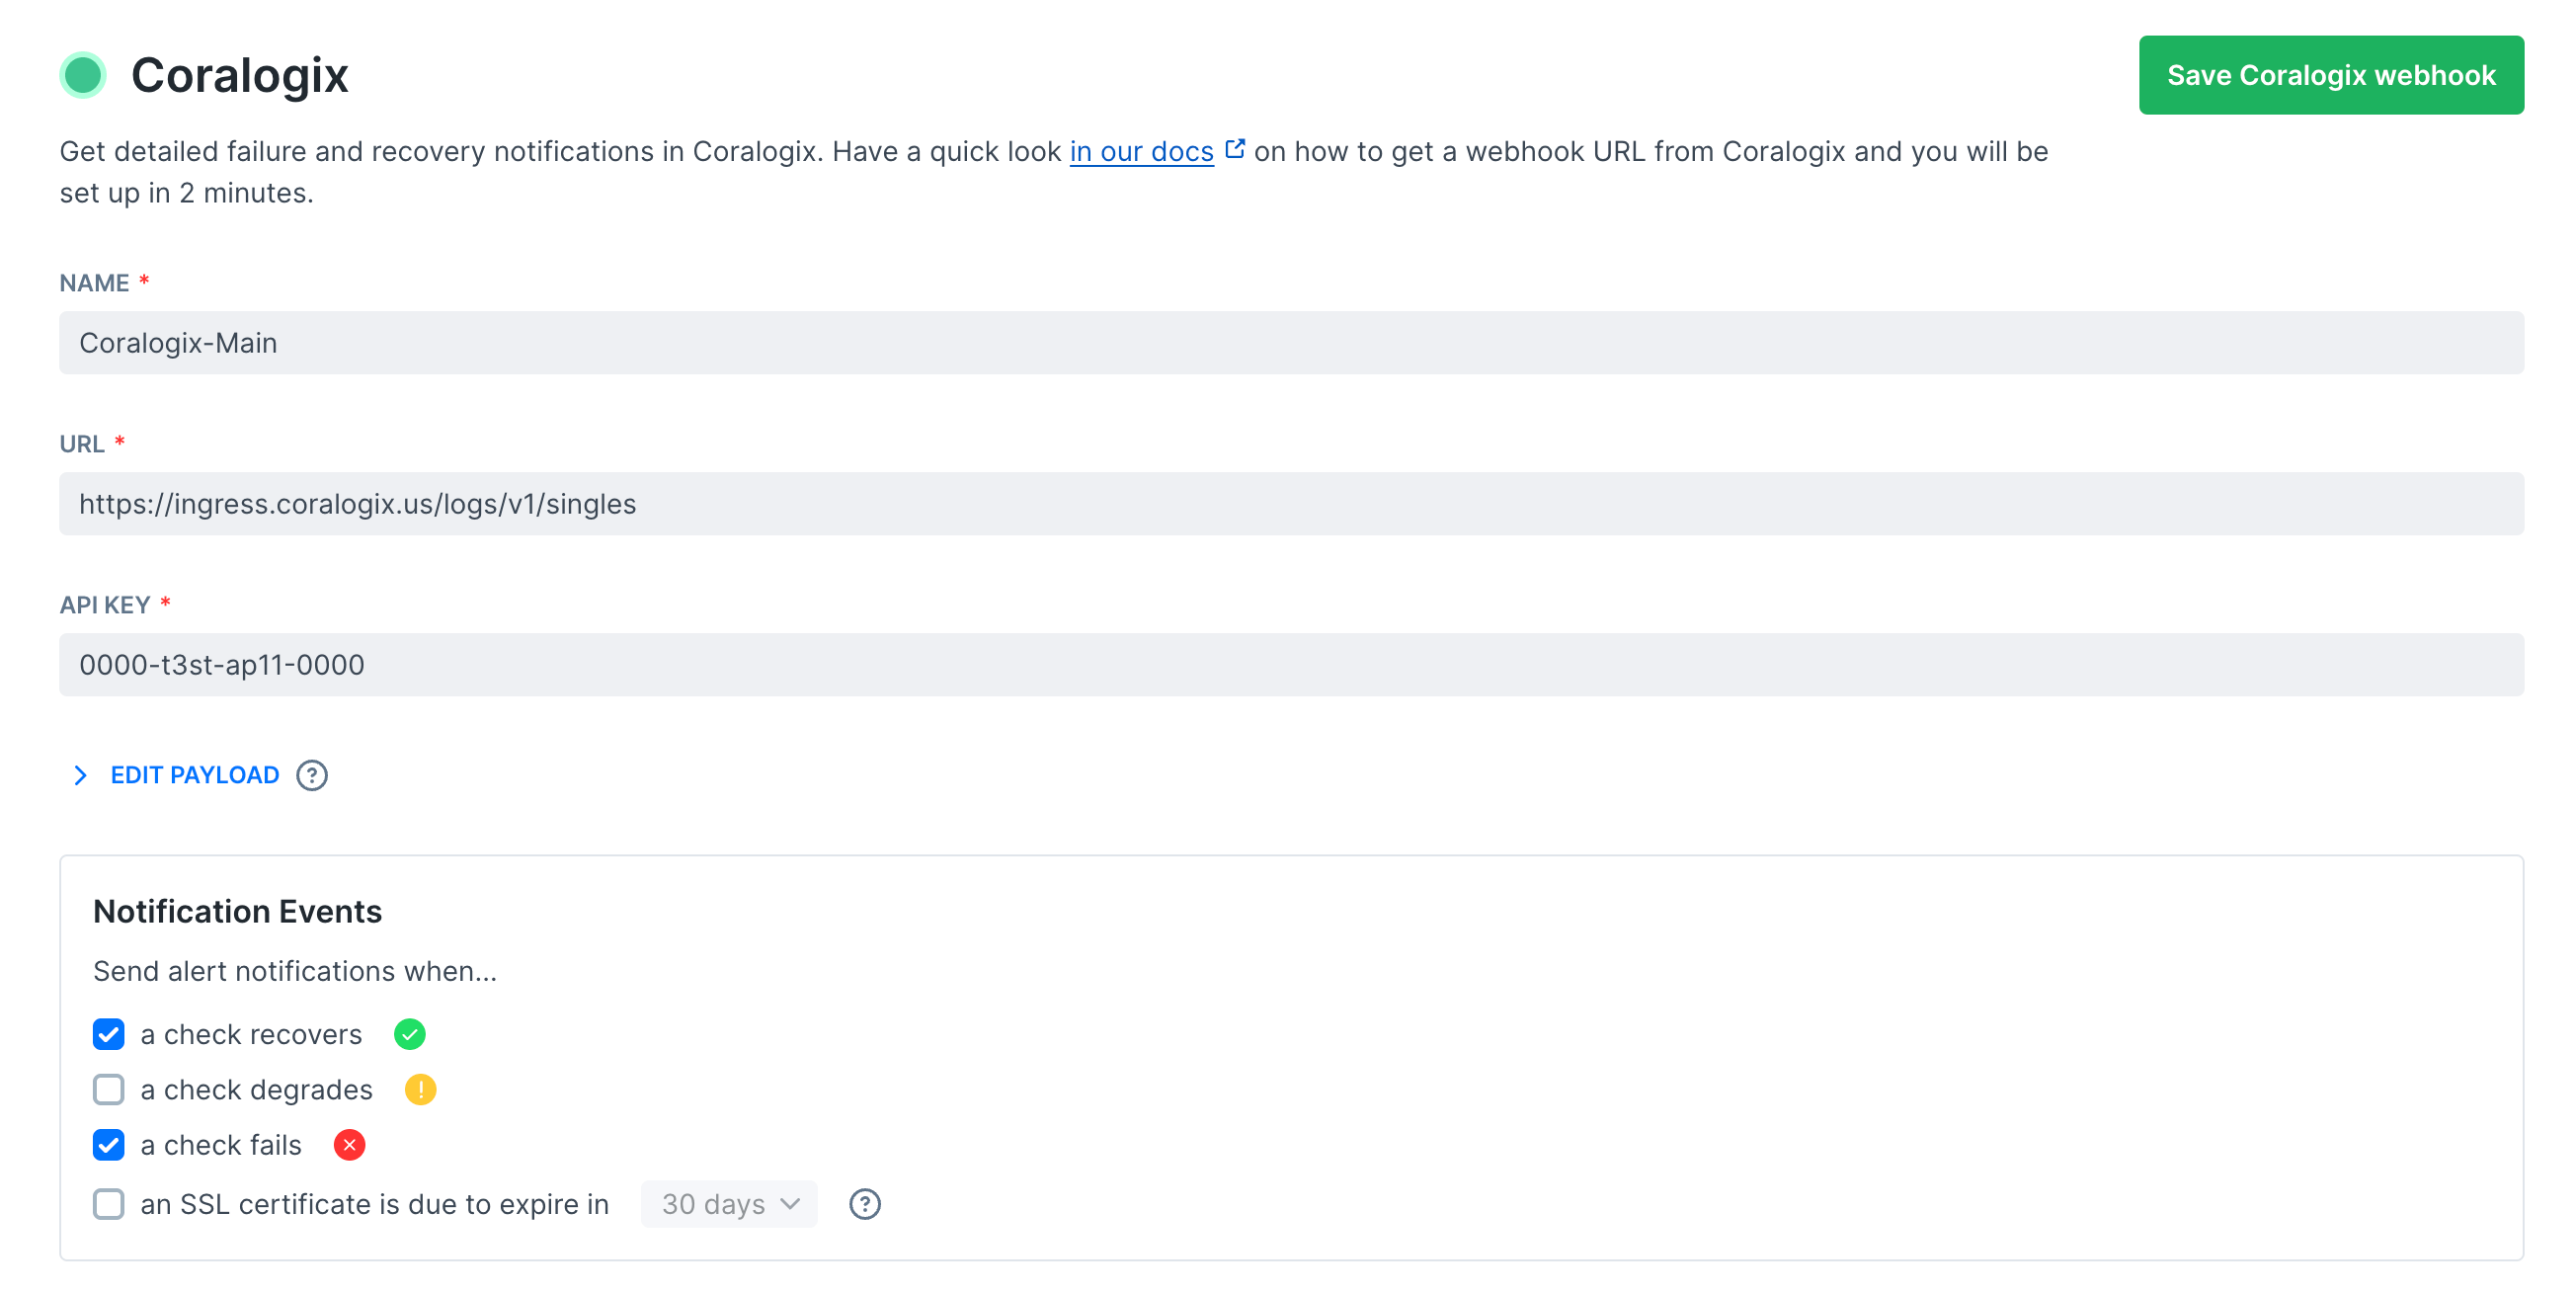 Coralogix
Save Coralogix webhook
Get detailed failure and recovery notifications in Coralogix. Have a quick look in our docs on how to get a webhook URL from Coralogix and you will be
set up in 2 minutes.
NAME *
Coralogix-Main
URL *
https://ingress.coralogix.us/logs/v1/singles
API KEY *
0000-t3st-ap11-0000
EDIT PAYLOAD ?
Notification Events
Send alert notifications when...
a check recovers
a check degrades !
a check fails
an SSL certificate is due to expire in 30 days ?